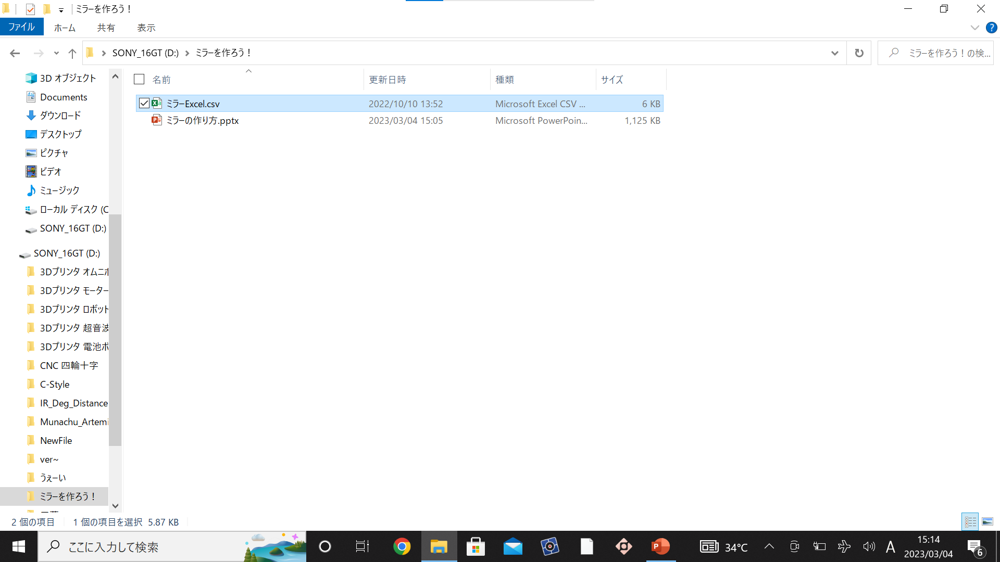 ミラーを作ろう！
ファイル ホーム 共有 表示
SONY_16GT (D:) ミラーを作ろう！
ミラーを作ろう！の検...
3D オブジェクト
Documents
ダウンロード
デスクトップ
ピクチャ
ビデオ
ミュージック
ローカル ディスク (C
SONY_16GT (D:)
SONY_16GT (D:)
3Dプリンタ オムニホ
3Dプリンタ モーター
3Dプリンタ ロボット
3Dプリンタ 超音波
3Dプリンタ 電池ボ
CNC 四輪十字
C-Style
IR_Deg_Distance
Munachu_Artemi
NewFile
ver~
うぇーい
ミラーを作ろう！
名前 更新日時 種類 サイズ
ミラーExcel.csv 2022/10/10 13:52 Microsoft Excel CSV ... 6 KB
ミラーの作り方.pptx 2023/03/04 15:05 Microsoft PowerPoin... 1,125 KB
2 個の項目 1 個の項目を選択 5.87 KB
ここに入力して検索
34°C
A
15:14
2023/03/04
6